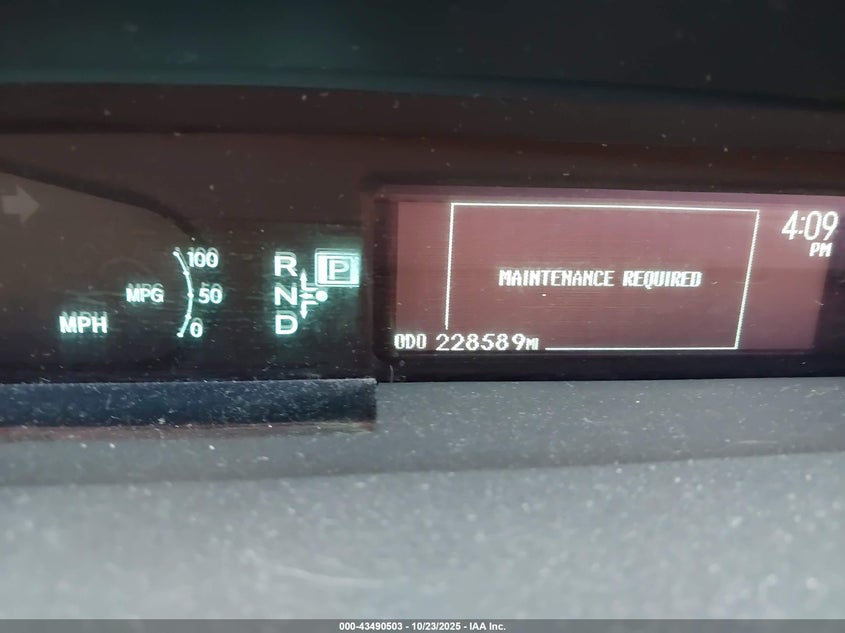 4:09
PM
100
MPG 50
MPH 0
R P
N
D
MAINTENANCE REQUIRED
ODO 228589MI
000-43490503 - 10/23/2025 - IAA Inc.